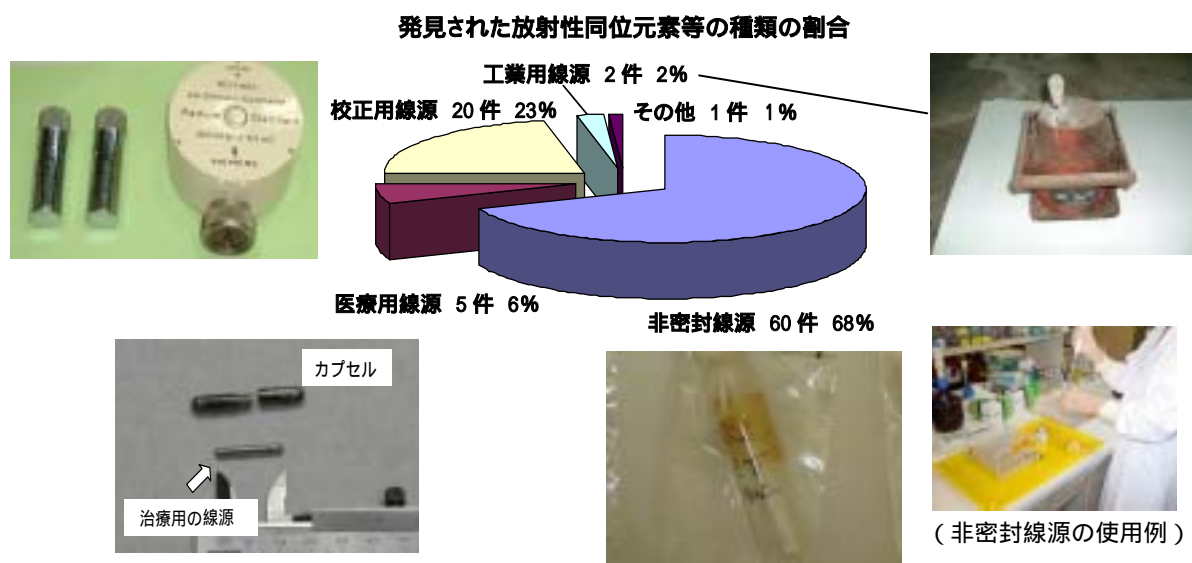 発見された放射性同位元素等の種類の割合
工業用線源 2件 2%
校正用線源 20件 23%
その他 1件 1%
医療用線源 5件 6%
非密封線源 60件 68%
カプセル
治療用の線源
(非密封線源の使用例)